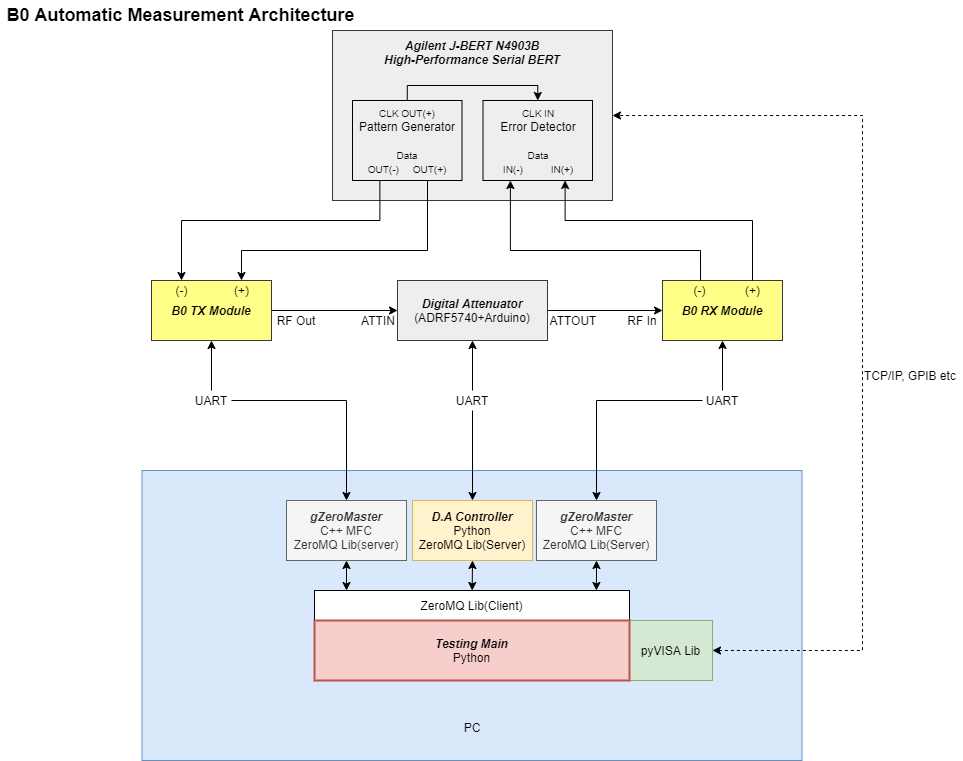 B0 Automatic Measurement Architecture
Agilent J-BERT N4903B
High-Performance Serial BERT
CLK OUT(+)
Pattern Generator
Data
OUT(-) OUT(+)
CLK IN
Error Detector
Data
IN(-) IN(+)
(-) (+)
B0 TX Module
RF Out
ATTIN
Digital Attenuator
(ADRF5740+Arduino)
ATTOUT
RF In
(-) (+)
B0 RX Module
TCP/IP, GPIB etc
UART
UART
UART
gZeroMaster
C++ MFC
ZeroMQ Lib(server)
D.A Controller
Python
ZeroMQ Lib(Server)
gZeroMaster
C++ MFC
ZeroMQ Lib(Server)
ZeroMQ Lib(Client)
Testing Main
Python
pyVISA Lib
PC